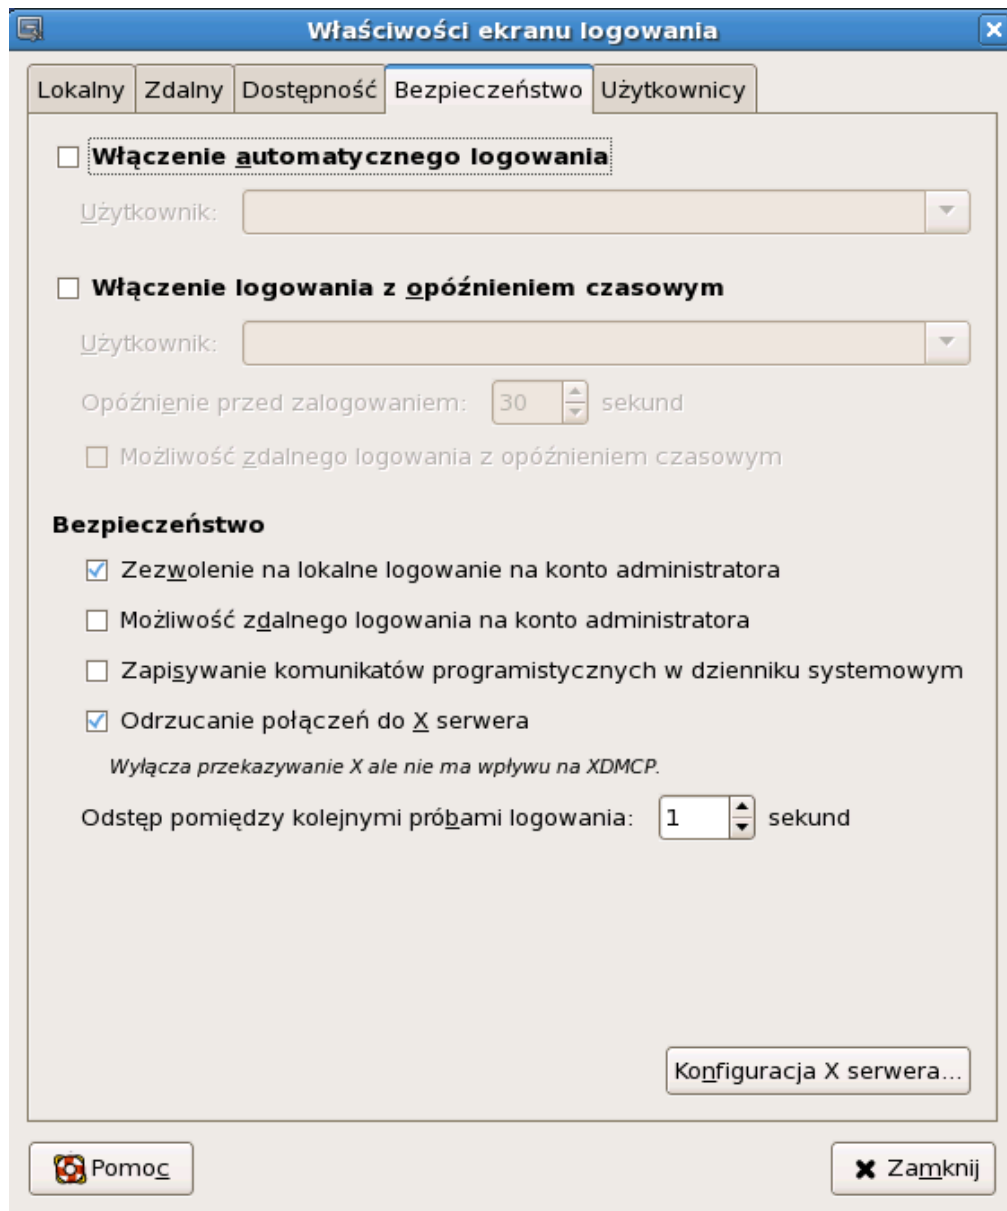 Właściwości ekranu logowania
Lokalny Zdalny Dostępność Bezpieczeństwo Użytkownicy
Włączenie automatycznego logowania
Użytkownik:
Włączenie logowania z opóźnieniem czasowym
Użytkownik:
Opóźnienie przed zalogowaniem: 30 sekund
Możliwość zdalnego logowania z opóźnieniem czasowym
Bezpieczeństwo
Zezwolenie na lokalne logowanie na konto administratora
Możliwość zdalnego logowania na konto administratora
Zapisywanie komunikatów programistycznych w dzienniku systemowym
Odrzucanie połączeń do X serwera
Wyłącza przekazywanie X ale nie ma wpływu na XDMCP.
Odstęp pomiędzy kolejnymi próbami logowania: 1 sekund
Konfiguracja X serwera...
Pomoc Zamknij